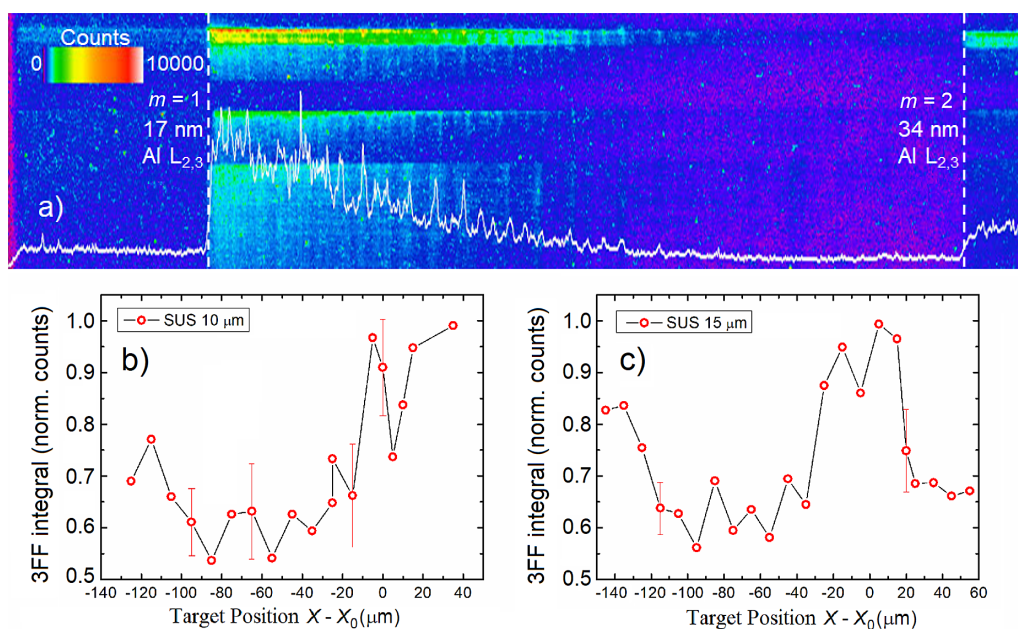 Counts
0 10000
m = 1
17 nm
Al L2,3
m = 2
34 nm
Al L2,3
a)
3FF integral (norm. counts)
1.0
0.9
0.8
0.7
0.6
0.5
SUS 10 μm
b)
-140 -120 -100 -80 -60 -40 -20 0 20 40
Target Position X - X0(μm)
3FF integral (norm. counts)
1.0
0.9
0.8
0.7
0.6
0.5
SUS 15 μm
c)
-140 -120 -100 -80 -60 -40 -20 0 20 40 60
Target Position X - X0(μm)